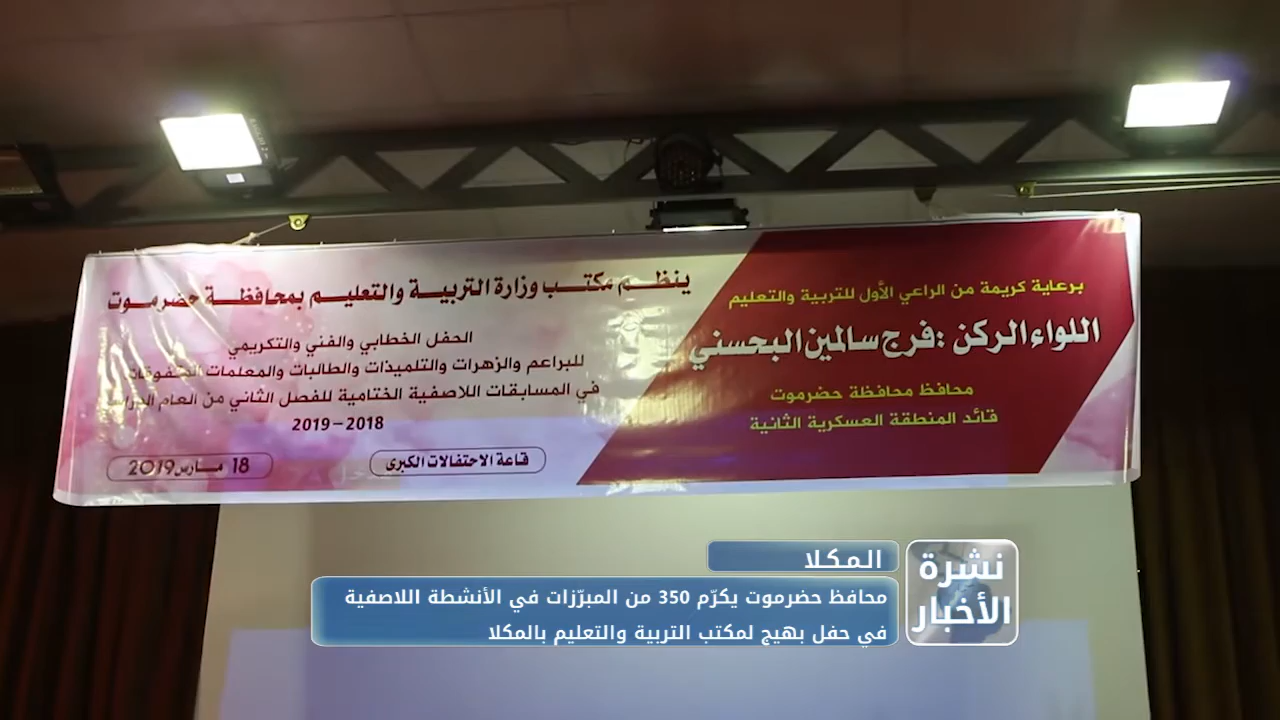 برعاية كريمة من الراعي الأول للتربية والتعليم
اللواء الركن : فرج سالمين البحسني
محافظ محافظة حضرموت
قائد المنطقة العسكرية الثانية
ينظم مكتب وزارة التربية والتعليم بمحافظة حضرموت
الحفل الخطابي والفني والتكريمي
للبراعم والزهرات والتلميذات والطالبات والمعلمات المتفوقات
في المسابقات اللاصفية الختامية للفصل الثاني من العام الدراسي
2018 – 2019
قاعة الاحتفالات الكبرى
18 مارس 2019
نشرة
الأخبار
المكلا
محافظ حضرموت يكرّم 350 من المبرّزات في الأنشطة اللاصفية
في حفل بهيج لمكتب التربية والتعليم بالمكلا